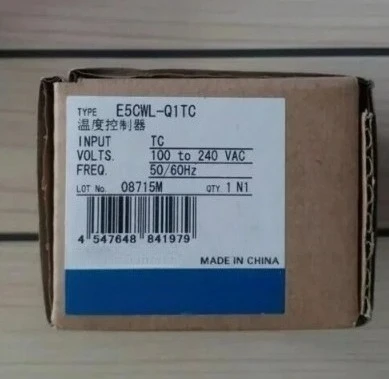 TYPE E5CWL-Q1TC
温度控制器
INPUT TC
VOLTS. 100 to 240 VAC
FREQ. 50/60Hz
LOT No. 08715M QTY 1 N1
4 547648 841979
MADE IN CHINA